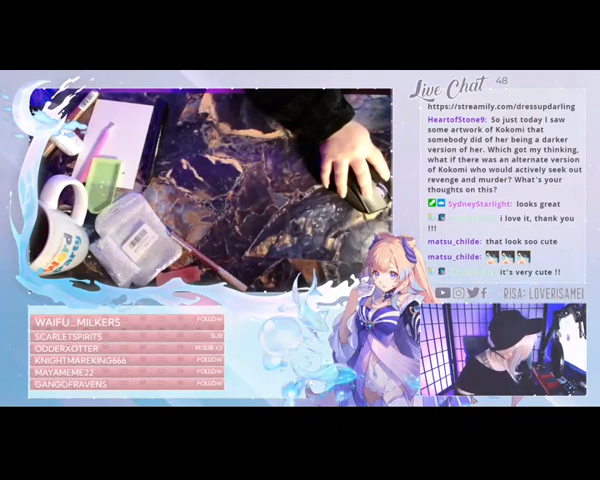 Live Chat 48
https://streamily.com/dressupdarling
HeartofStone9: So just today I saw
some artwork of Kokomi that
somebody did of her being a darker
version of her. Which got my thinking,
what if there was an alternate version
of Kokomi who would actively seek out
revenge and murder? What's your
thoughts on this?
SydneyStarlight: looks great
i love it, thank you
!!!
matsu_childe: that look soo cute
matsu_childe:
it's very cute !!
RISA: LOVERISAMEI
WAIFU_MILKERS FOLLOW
SCARLETSPIRITS SUB
ODDERXOTTER RESUB X3
KNIGHTMAREKING666 FOLLOW
MAYAMEME22 FOLLOW
GANGOFRAVENS FOLLOW